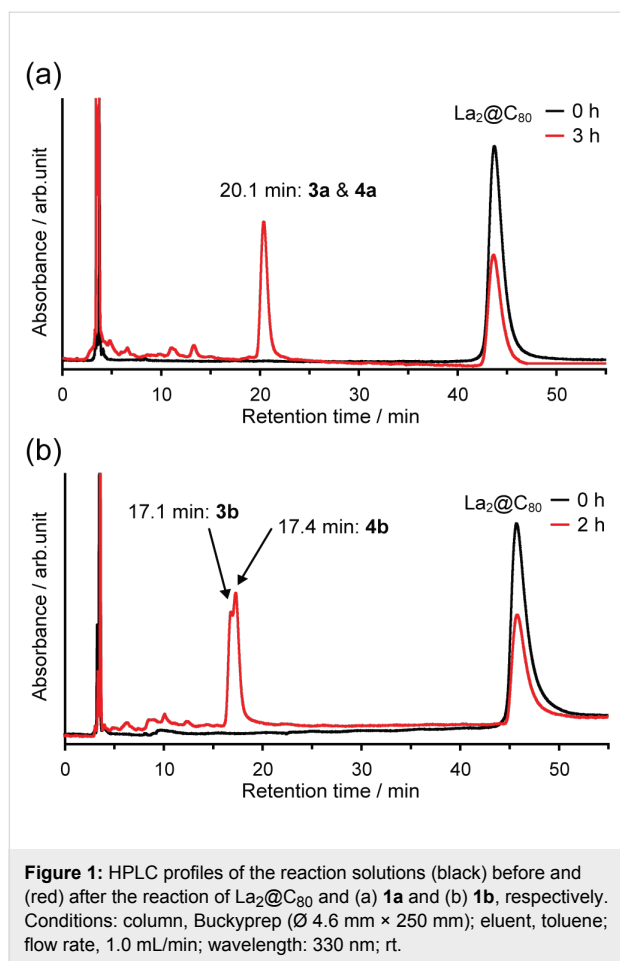 (a)
La₂@C₈₀
0 h
3 h
20.1 min: 3a & 4a
Absorbance / arb.unit
0 10 20 30 40 50
Retention time / min
(b)
La₂@C₈₀
0 h
2 h
17.1 min: 3b
17.4 min: 4b
Absorbance / arb.unit
0 10 20 30 40 50
Retention time / min
Figure 1: HPLC profiles of the reaction solutions (black) before and
(red) after the reaction of La₂@C₈₀ and (a) 1a and (b) 1b, respectively.
Conditions: column, Buckyprep (Ø 4.6 mm × 250 mm); eluent, toluene;
flow rate, 1.0 mL/min; wavelength: 330 nm; rt.